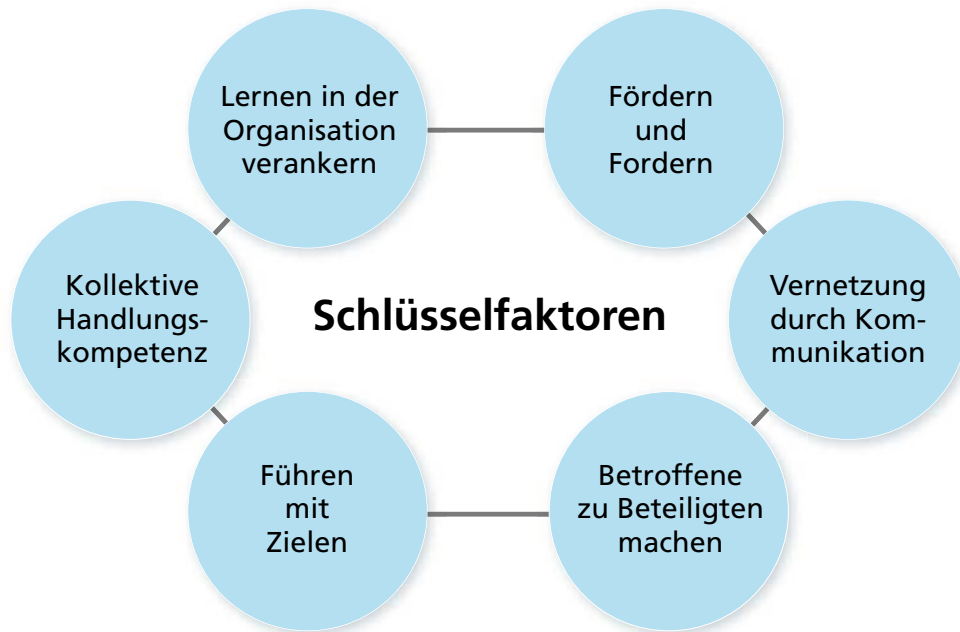 Lernen in der
Organisation
verankern
Fördern
und
Fordern
Kollektive
Handlungs-
kompetenz
Schlüsselfaktoren
Vernetzung
durch Kom-
munikation
Führen
mit
Zielen
Betroffene
zu Beteiligten
machen